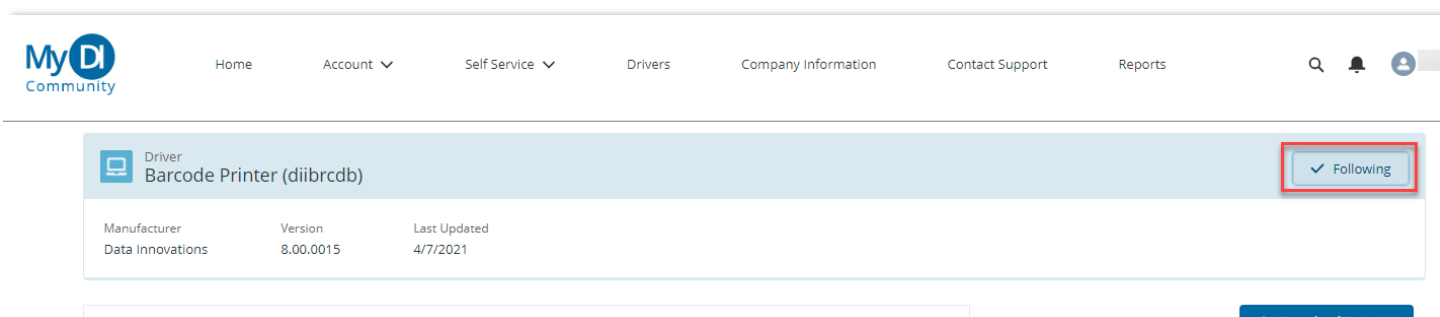 My DI
Community
Home Account Self Service Drivers Company Information Contact Support Reports
Driver
Barcode Printer (diibrcdb)
Following
Manufacturer Version Last Updated
Data Innovations 8.00.0015 4/7/2021